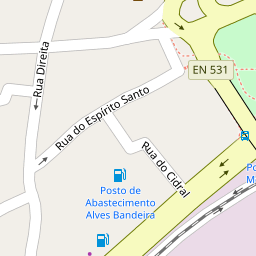 Rua Direita
EN 531
Rua do Espírito Santo
Rua do Cidral
Posto de
Abastecimento
Alves Bandeira
Po
M